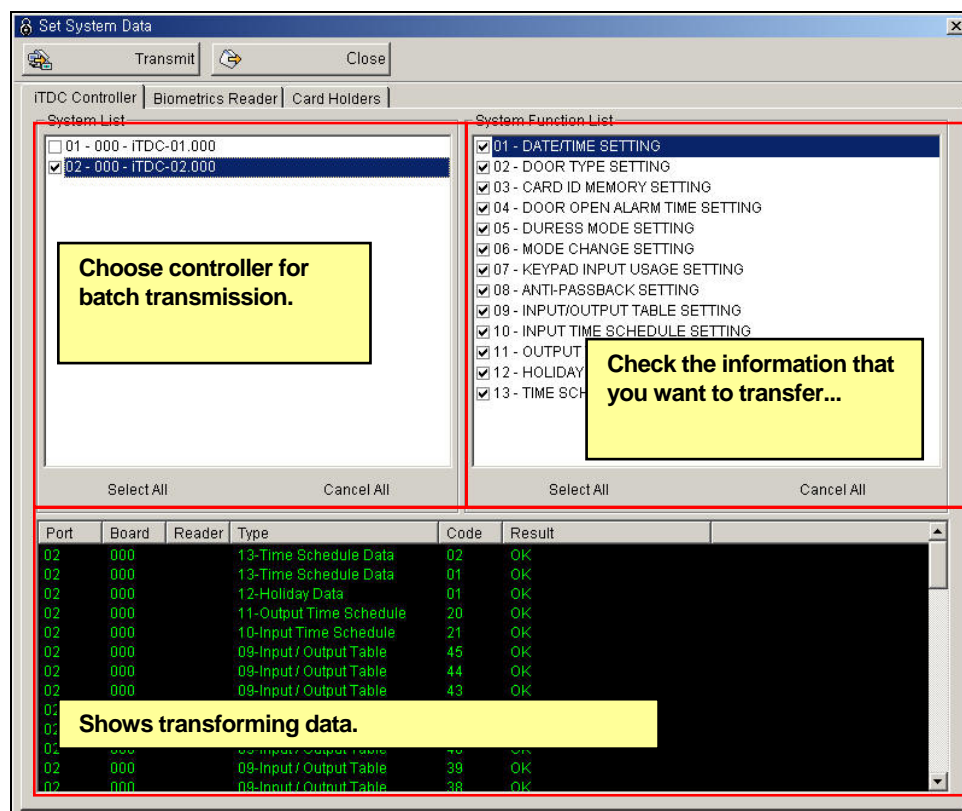 Set System Data
Transmit Close
iTDC Controller Biometrics Reader Card Holders
System List
01 - 000 - iTDC-01.000
02 - 000 - iTDC-02.000
Choose controller for
batch transmission.
Select All Cancel All
System Function List
01 - DATE/TIME SETTING
02 - DOOR TYPE SETTING
03 - CARD ID MEMORY SETTING
04 - DOOR OPEN ALARM TIME SETTING
05 - DURESS MODE SETTING
06 - MODE CHANGE SETTING
07 - KEYPAD INPUT USAGE SETTING
08 - ANTI-PASSBACK SETTING
09 - INPUT/OUTPUT TABLE SETTING
10 - INPUT TIME SCHEDULE SETTING
11 - OUTPUT
12 - HOLIDAY
13 - TIME SCH
Check the information that
you want to transfer...
Select All Cancel All
Port Board Reader Type Code Result
02 000 13-Time Schedule Data 02 OK
02 000 13-Time Schedule Data 01 OK
02 000 12-Holiday Data 01 OK
02 000 11-Output Time Schedule 20 OK
02 000 10-Input Time Schedule 21 OK
02 000 09-Input / Output Table 45 OK
02 000 09-Input / Output Table 44 OK
02 000 09-Input / Output Table 43 OK
Shows transforming data.
02 000 09-Input / Output Table 39 OK
02 000 09-Input / Output Table 38 OK